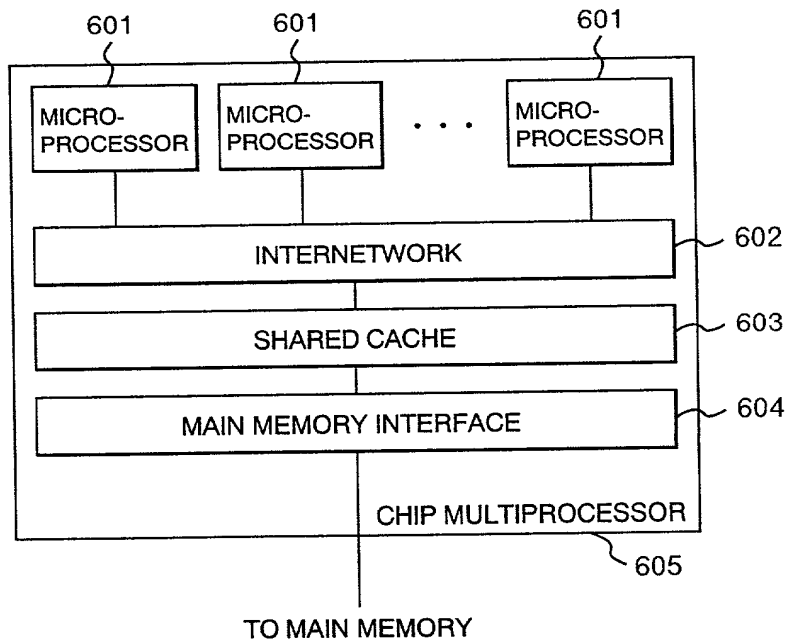 601 601 601
MICRO-
PROCESSOR
MICRO-
PROCESSOR
. . .
MICRO-
PROCESSOR
INTERNETWORK
602
SHARED CACHE
603
MAIN MEMORY INTERFACE
604
CHIP MULTIPROCESSOR
605
TO MAIN MEMORY